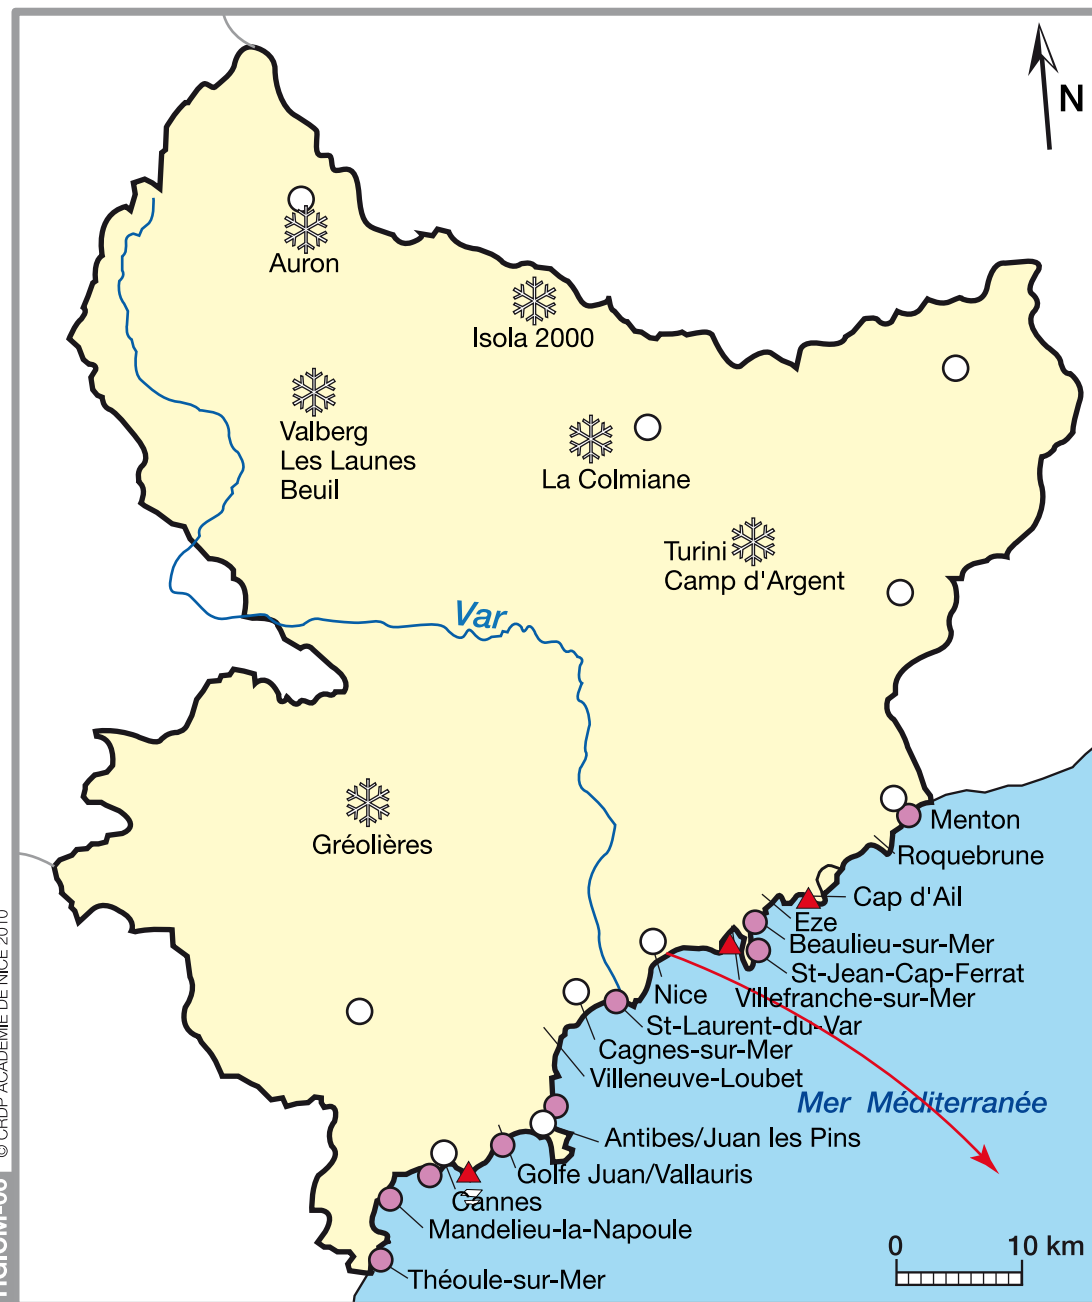 N
Auron
Isola 2000
Valberg
Les Launes
Beuil
La Colmiane
Turini
Camp d'Argent
Var
Gréolières
Menton
Roquebrune
Cap d'Ail
Eze
Beaulieu-sur-Mer
St-Jean-Cap-Ferrat
Nice
Villefranche-sur-Mer
St-Laurent-du-Var
Cagnes-sur-Mer
Villeneuve-Loubet
Mer Méditerranée
Antibes/Juan les Pins
Golfe Juan/Vallauris
Cannes
Mandelieu-la-Napoule
Théoule-sur-Mer
0 10 km
© CRDP ACADÉMIE DE NICE 2010